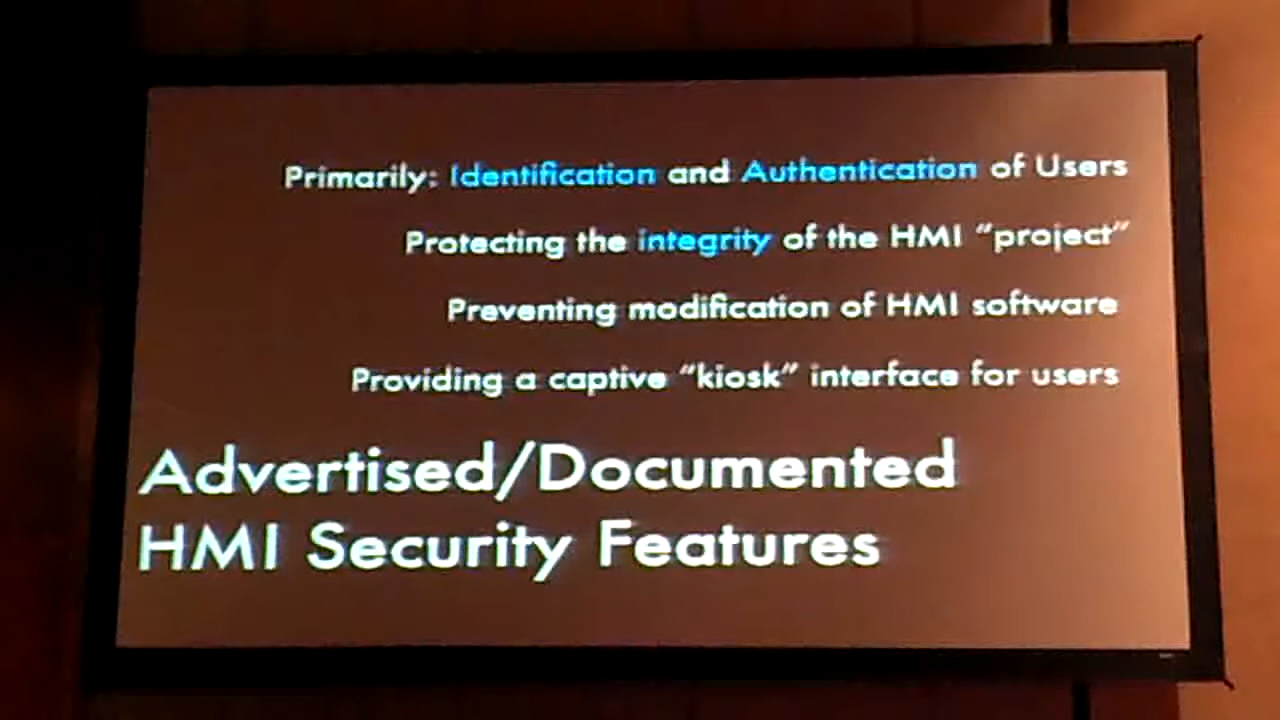 Primarily: Identification and Authentication of Users
Protecting the integrity of the HMI “project”
Preventing modification of HMI software
Providing a captive “kiosk” interface for users
Advertised/Documented
HMI Security Features